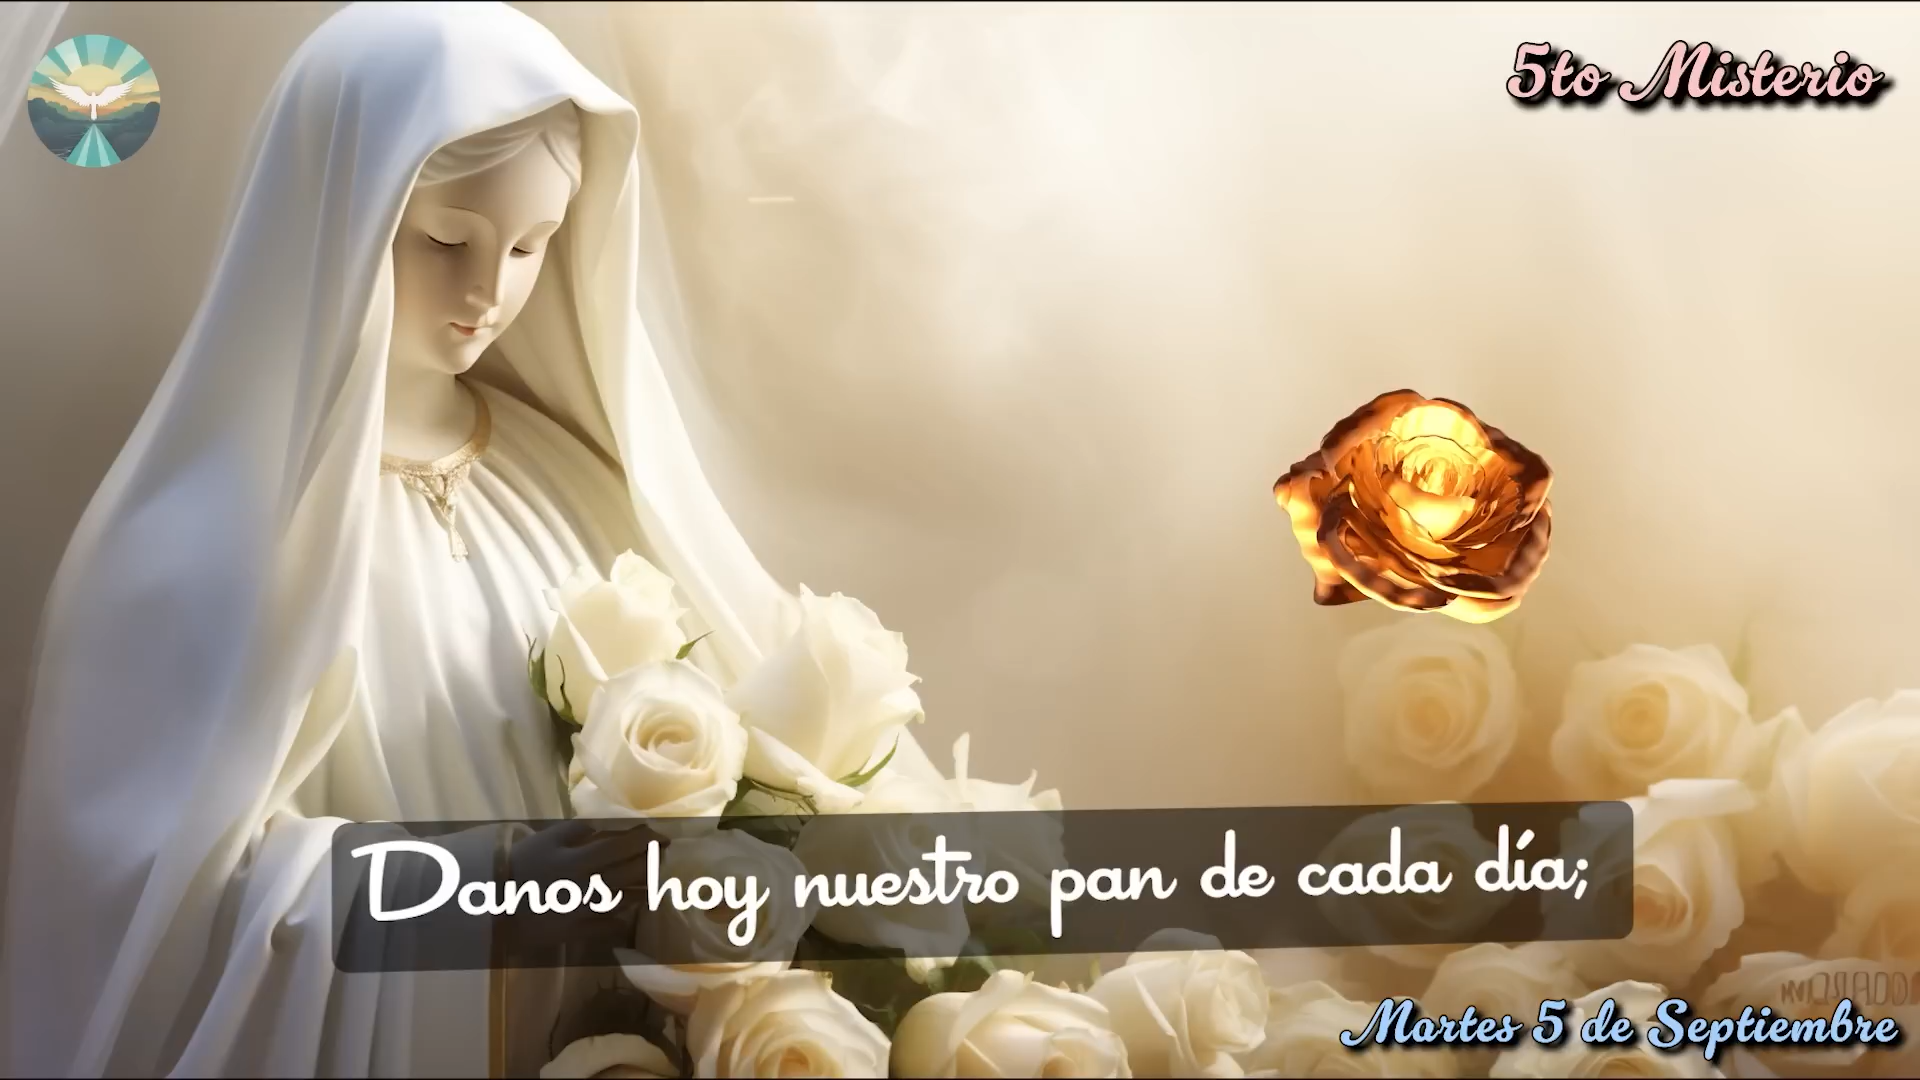 5to Misterio
Danos hoy nuestro pan de cada día;
Martes 5 de Septiembre